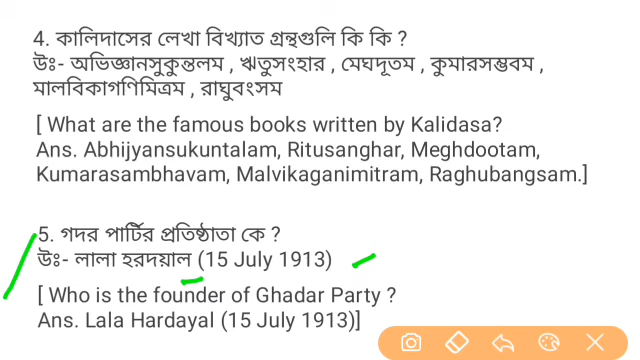 4. কালিদাসের লেখা বিখ্যাত গ্রন্থগুলি কি কি ?
উঃ- অভিজ্ঞানসুকুন্তলম , ঋতুসংহার , মেঘদূতম , কুমারসম্ভবম ,
মালবিকাগণিমিত্রম , রাঘুবংসম
[ What are the famous books written by Kalidasa?
Ans. Abhijyansukuntalam, Ritusanghar, Meghdootam,
Kumarasambhavam, Malvikaganimitram, Raghubangsam.]
5. গদর পার্টির প্রতিষ্ঠাতা কে ?
উঃ- লালা হরদয়াল (15 July 1913)
[ Who is the founder of Ghadar Party ?
Ans. Lala Hardayal (15 July 1913)]